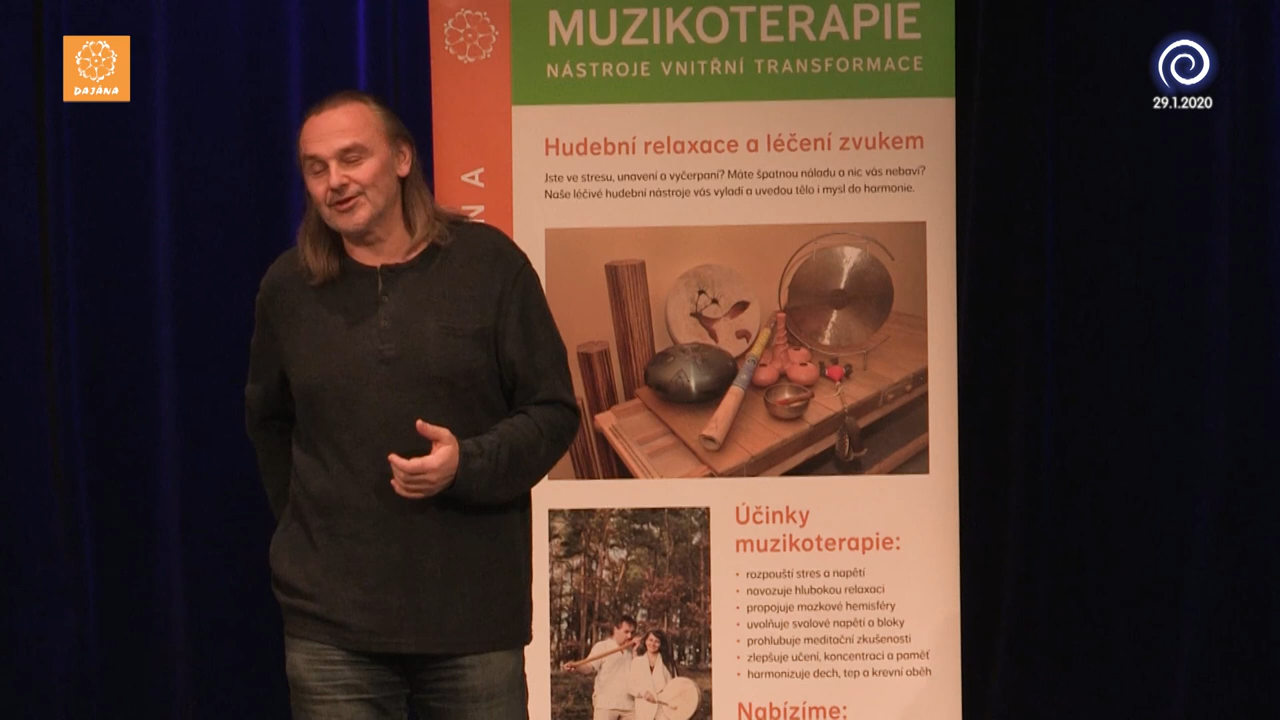 DAJÁNA
29.1.2020
NA
MUZIKOTERAPIE
NÁSTROJE VNITŘNÍ TRANSFORMACE
Hudební relaxace a léčení zvukem
Jste ve stresu, unavení a vyčerpaní? Máte špatnou náladu a nic vás nebaví?
Naše léčivé hudební nástroje vás vyladí a uvedou tělo i mysl do harmonie.
Účinky
muzikoterapie:
• rozpouští stres a napětí
• navozuje hlubokou relaxaci
• propojuje mozkové hemisféry
• uvolňuje svalové napětí a bloky
• prohlubuje meditační zkušenosti
• zlepšuje učení, koncentraci a paměť
• harmonizuje dech, tep a krevní oběh
Nabízíme: